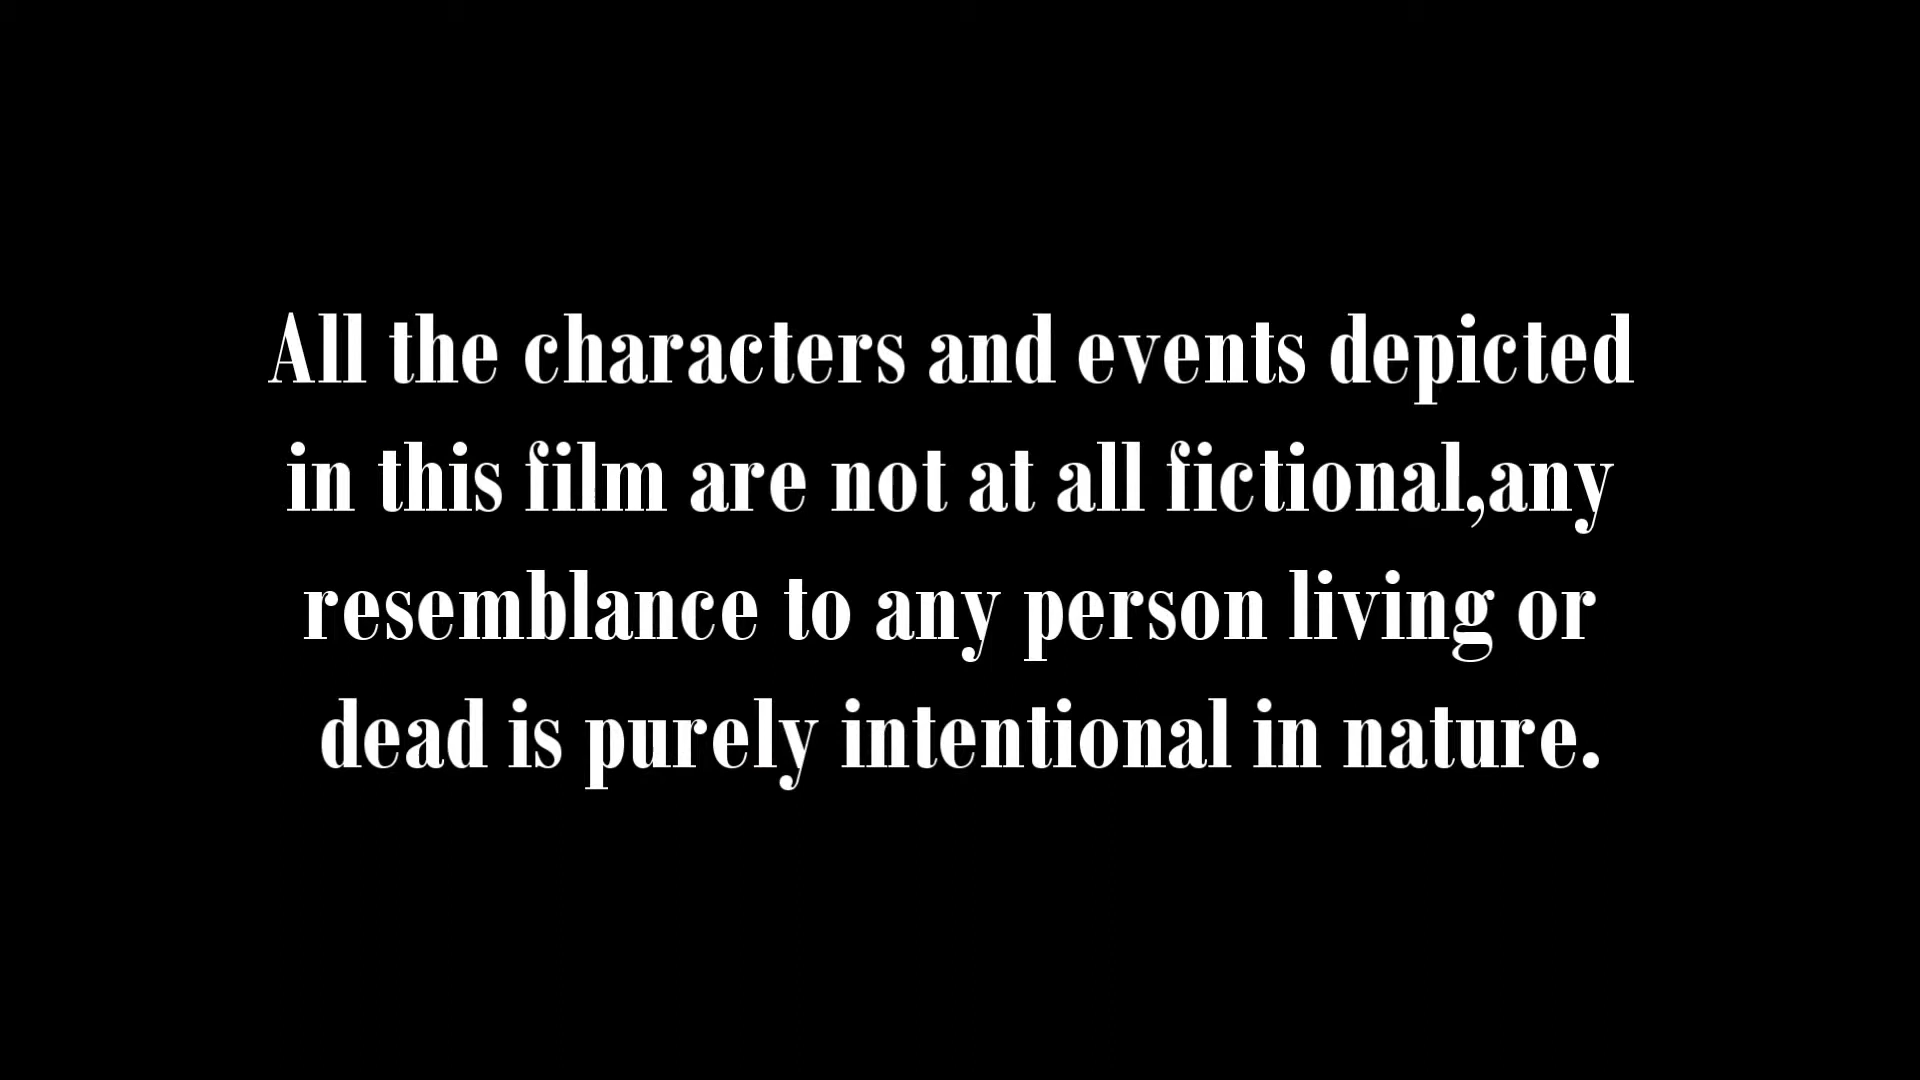 All the characters and events depicted
in this film are not at all fictional,any
resemblance to any person living or
dead is purely intentional in nature.